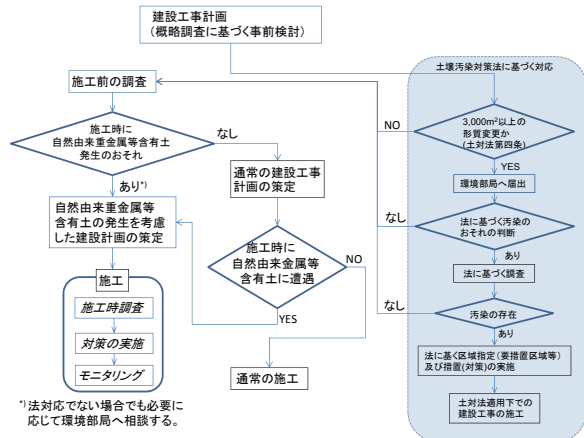 建設工事計画
(概略調査に基づく事前検討)
土壌汚染対策法に基づく対応
施工前の調査
3,000m²以上の
形質変更か
(土対法第四条)
NO
YES
施工時に
自然由来重金属等含有土
発生のおそれ
なし
あり*)
通常の建設工事
計画の策定
環境部局へ届出
自然由来重金属等
含有土の発生を考慮
した建設計画の策定
なし
法に基づく汚染の
おそれの判断
あり
施工時に
自然由来金属等
含有土に遭遇
NO
YES
法に基づく調査
施工
施工時調査
対策の実施
モニタリング
なし
汚染の存在
あり
通常の施工
法に基く区域指定(要措置区域等)
及び措置(対策)の実施
土対法適用下での
建設工事の施工
*)法対応でない場合でも必要に
応じて環境部局へ相談する。